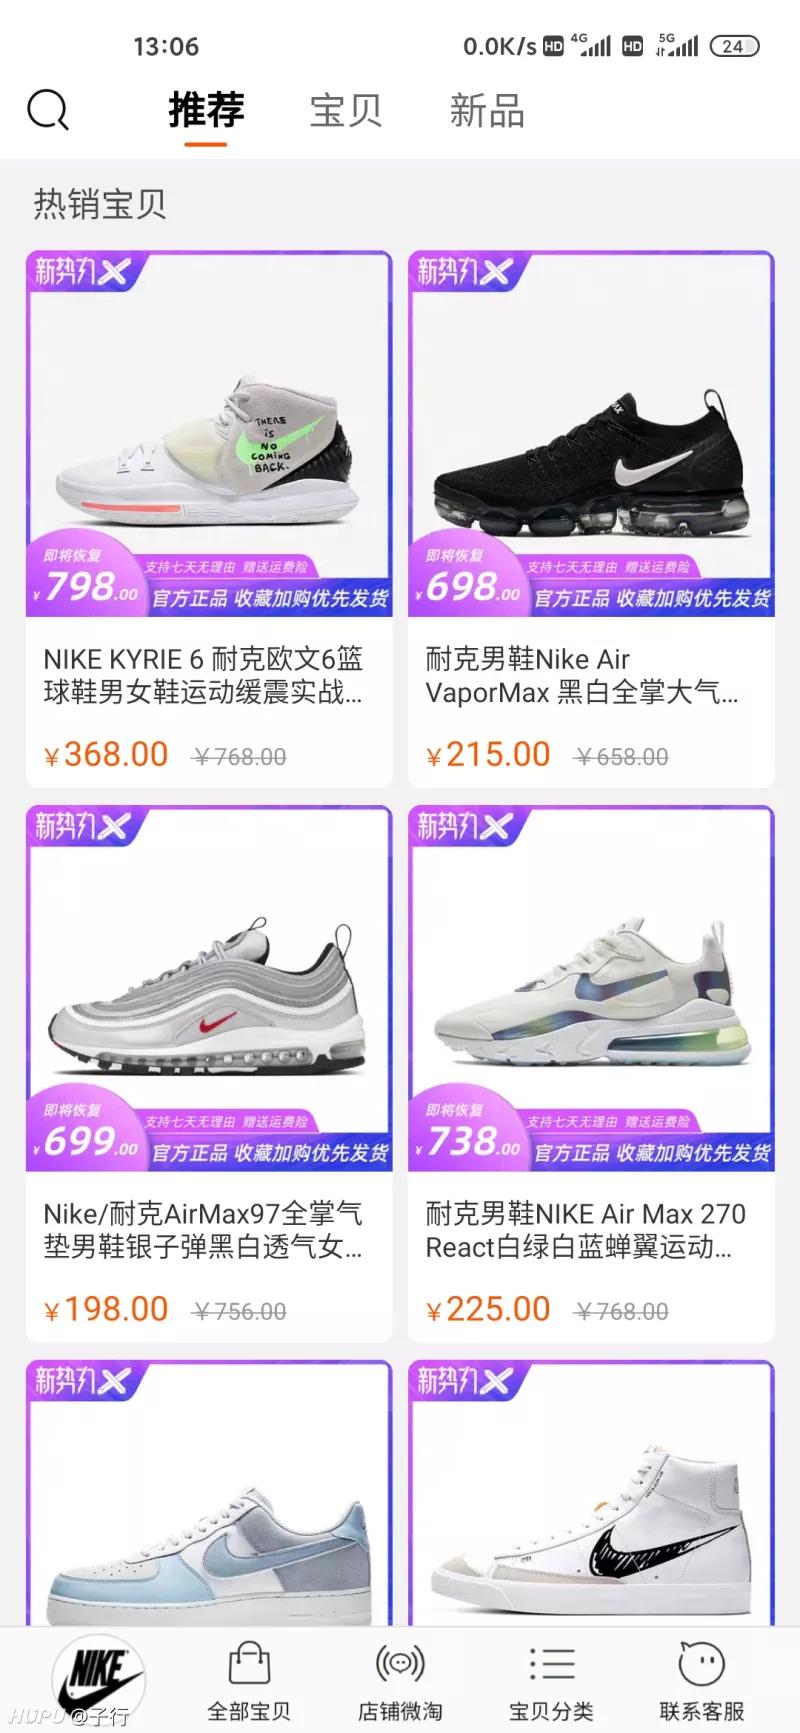 13:06
0.0K/s HD 4G HD 5G 24
推荐 宝贝 新品
热销宝贝
新势力X
THERE
iS
NO
COMING
BACK.
即将恢复
¥798.00
支持七天无理由 赠送运费险
官方正品 收藏加购优先发货
NIKE KYRIE 6 耐克欧文6篮
球鞋男女鞋运动缓震实战...
¥368.00 ¥768.00
新势力X
即将恢复
¥698.00
支持七天无理由 赠送运费险
官方正品 收藏加购优先发货
耐克男鞋Nike Air
VaporMax 黑白全掌大气...
¥215.00 ¥658.00
新势力X
即将恢复
¥699.00
支持七天无理由 赠送运费险
官方正品 收藏加购优先发货
Nike/耐克AirMax97全掌气
垫男鞋银子弹黑白透气女...
¥198.00 ¥756.00
新势力X
即将恢复
¥738.00
支持七天无理由 赠送运费险
官方正品 收藏加购优先发货
耐克男鞋NIKE Air Max 270
React白绿白蓝蝉翼运动...
¥225.00 ¥768.00
新势力X
新势力X
NIKE
全部宝贝
店铺微淘
宝贝分类
联系客服
HUPU @子行